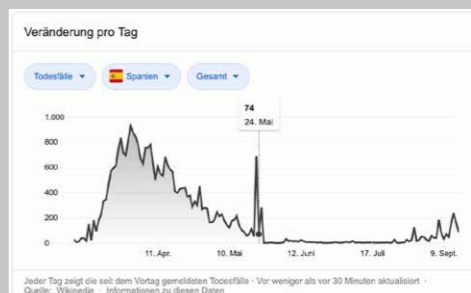 Veränderung pro Tag
Todesfälle Spanien Gesamt
74
24. Mai
1.000
800
600
400
200
0
11. Apr. 10. Mai 12. Juni 17. Juli 9. Sept.
Jeder Tag zeigt die seit dem Vortag gemeldeten Todesfälle · Vor weniger als vor 30 Minuten aktualisiert ·
Quelle: Wikipedia · Informationen zu diesen Daten